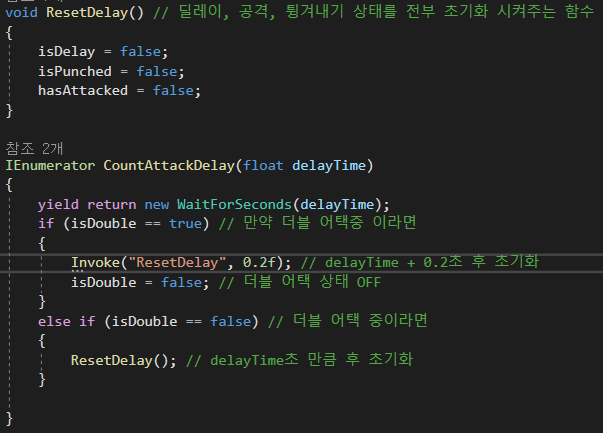 void ResetDelay() // 딜레이, 공격, 튕겨내기 상태를 전부 초기화 시켜주는 함수
{
isDelay = false;
isPunched = false;
hasAttacked = false;
}
참조 2개
IEnumerator CountAttackDelay(float delayTime)
{
yield return new WaitForSeconds(delayTime);
if (isDouble == true) // 만약 더블 어택중 이라면
{
Invoke("ResetDelay", 0.2f); // delayTime + 0.2초 후 초기화
isDouble = false; // 더블 어택 상태 OFF
}
else if (isDouble == false) // 더블 어택 중이라면
{
ResetDelay(); // delayTime초 만큼 후 초기화
}
}